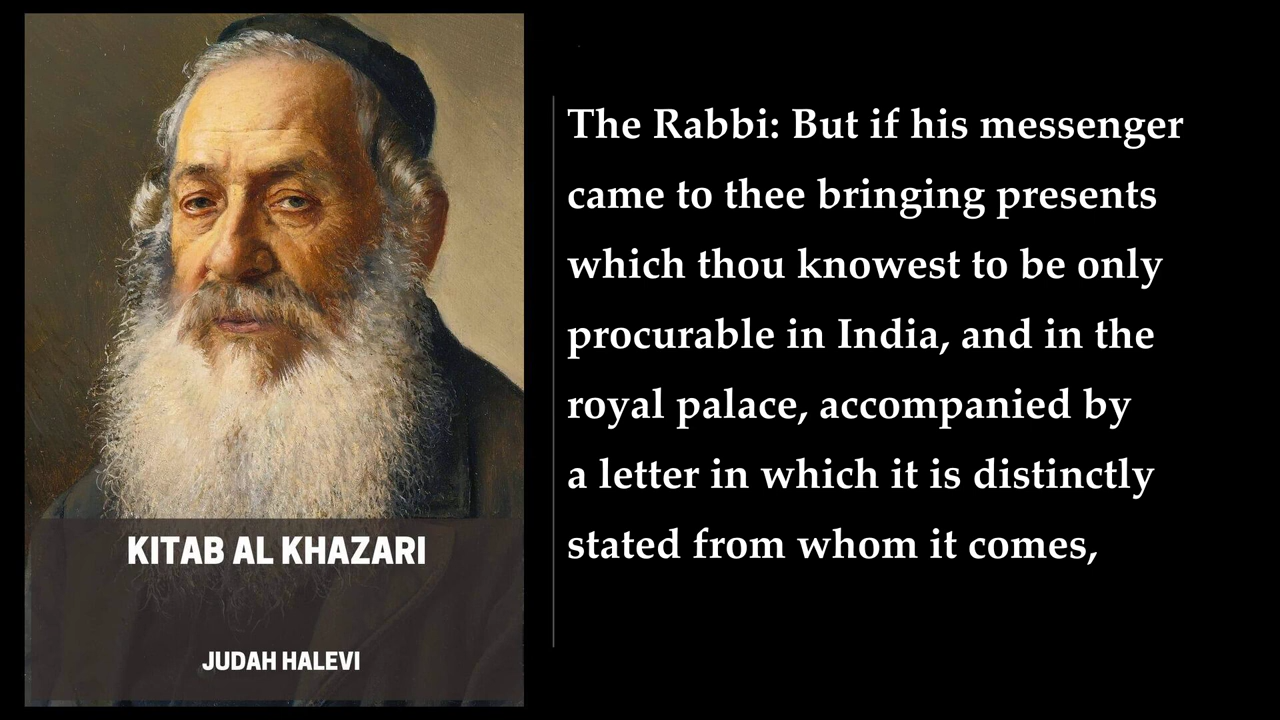 KITAB AL KHAZARI
JUDAH HALEVI
The Rabbi: But if his messenger
came to thee bringing presents
which thou knowest to be only
procurable in India, and in the
royal palace, accompanied by
a letter in which it is distinctly
stated from whom it comes,